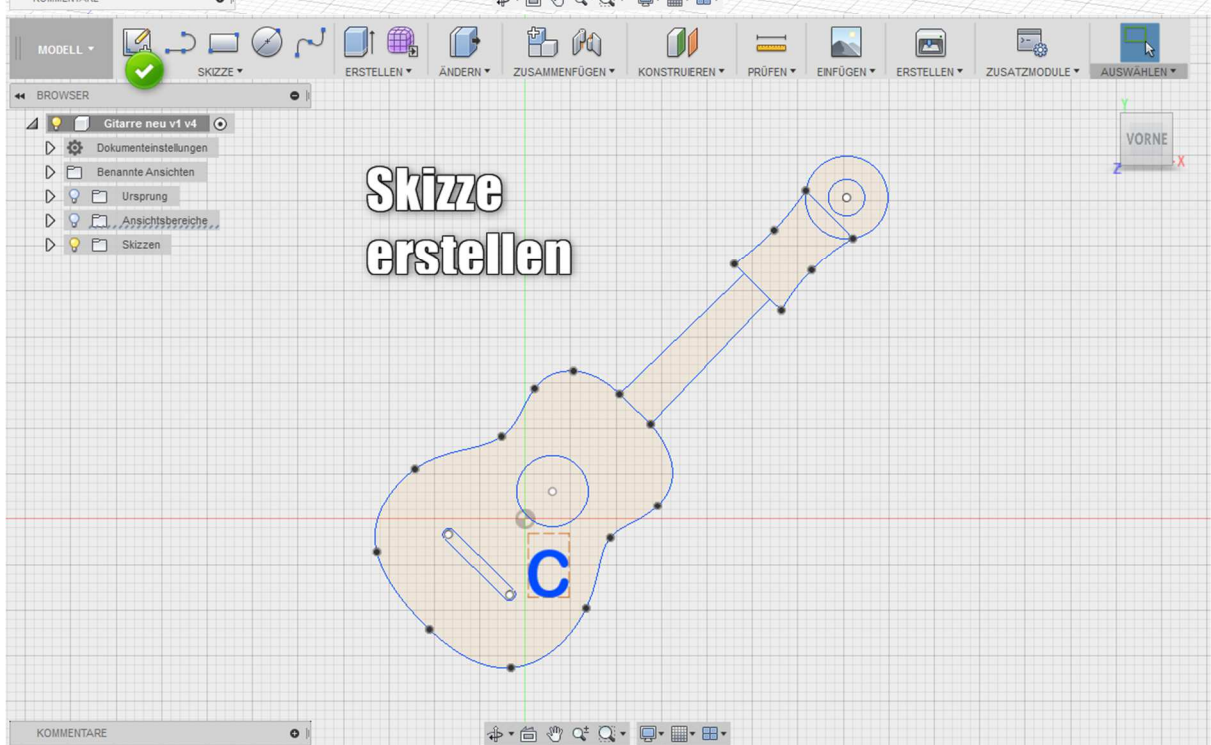 KOMMENTARE
MODELL
SKIZZE
ERSTELLEN
ÄNDERN
ZUSAMMENFÜGEN
KONSTRUIEREN
PRÜFEN
EINFÜGEN
ERSTELLEN
ZUSATZMODULE
AUSWÄHLEN
BROWSER
Gitarre neu v1 v4
Dokumenteinstellungen
Benannte Ansichten
Ursprung
Ansichtsbereiche
Skizzen
Skizze
erstellen
Y
VORNE
Z
X
C
KOMMENTARE